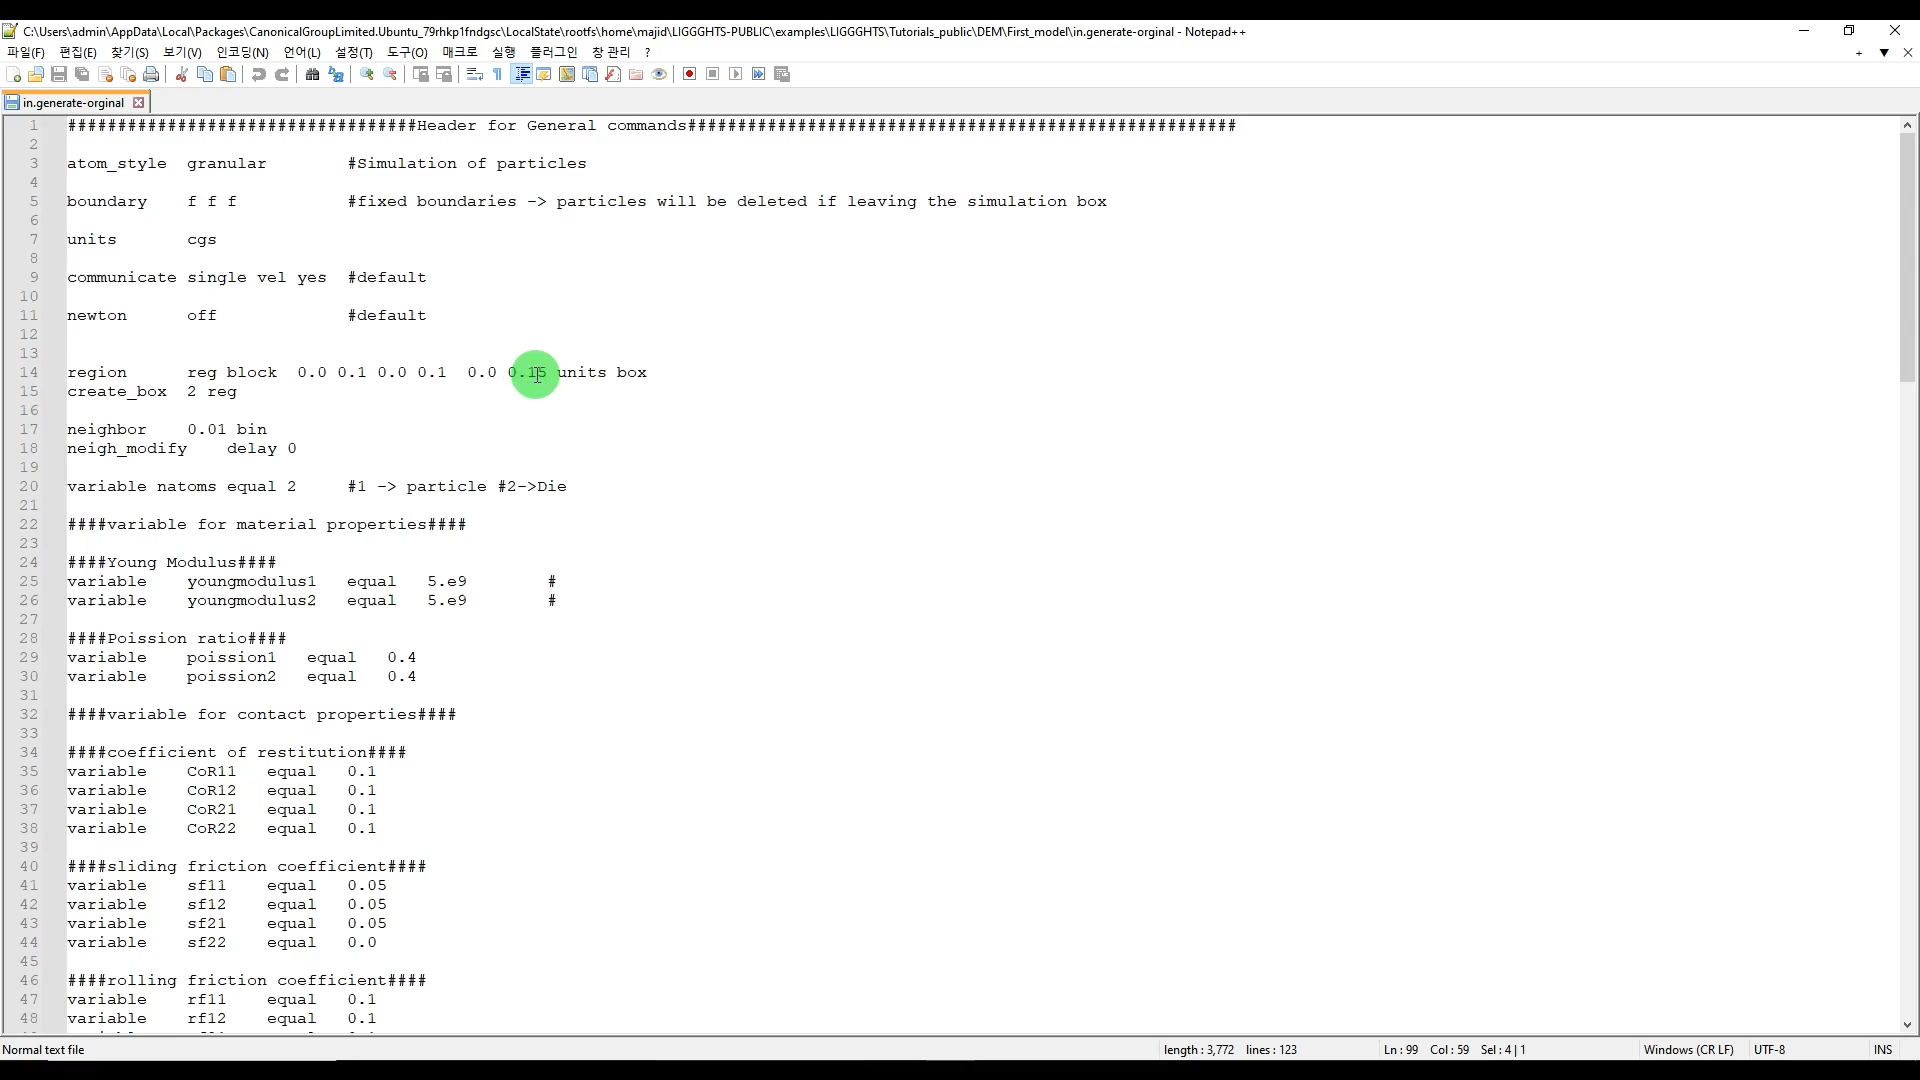 C:\Users\admin\AppData\Local\Packages\CanonicalGroupLimited.Ubuntu_79rhkp1fndgsc\LocalState\rootfs\home\majid\LIGGGHTS-PUBLIC\examples\LIGGGHTS\Tutorials_public\DEM\First_model\in.generate-orginal - Notepad++
파일(F) 편집(E) 찾기(S) 보기(V) 인코딩(N) 언어(L) 설정(T) 도구(O) 매크로 실행 플러그인 창 관리 ?
in.generate-orginal
1 ###################################Header for General commands#######################################################
2
3 atom_style granular #Simulation of particles
4
5 boundary f f f #fixed boundaries -> particles will be deleted if leaving the simulation box
6
7 units cgs
8
9 communicate single vel yes #default
10
11 newton off #default
12
13
14 region reg block 0.0 0.1 0.0 0.1 0.0 0.15 units box
15 create_box 2 reg
16
17 neighbor 0.01 bin
18 neigh_modify delay 0
19
20 variable natoms equal 2 #1 -> particle #2->Die
21
22 ####variable for material properties####
23
24 ####Young Modulus####
25 variable youngmodulus1 equal 5.e9 #
26 variable youngmodulus2 equal 5.e9 #
27
28 ####Poission ratio####
29 variable poission1 equal 0.4
30 variable poission2 equal 0.4
31
32 ####variable for contact properties####
33
34 ####coefficient of restitution####
35 variable CoR11 equal 0.1
36 variable CoR12 equal 0.1
37 variable CoR21 equal 0.1
38 variable CoR22 equal 0.1
39
40 ####sliding friction coefficient####
41 variable sf11 equal 0.05
42 variable sf12 equal 0.05
43 variable sf21 equal 0.05
44 variable sf22 equal 0.0
45
46 ####rolling friction coefficient####
47 variable rf11 equal 0.1
48 variable rf12 equal 0.1
Normal text file length : 3,772 lines : 123 Ln : 99 Col : 59 Sel : 4 | 1 Windows (CR LF) UTF-8 INS